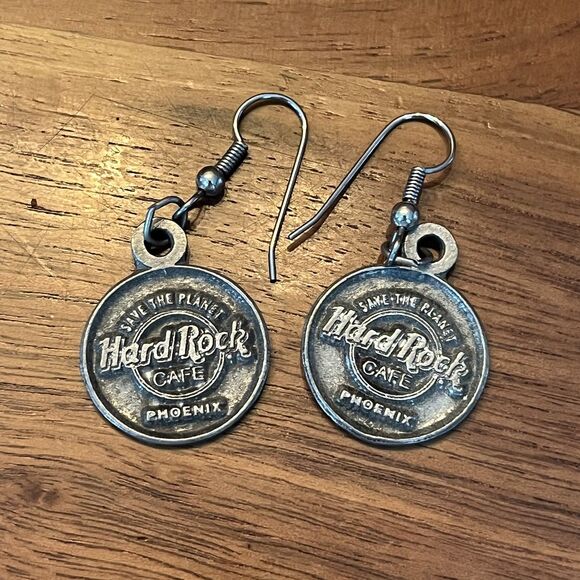 SAVE THE PLANET
Hard Rock
CAFE
PHOENIX
SAVE THE PLANET
Hard Rock
CAFE
PHOENIX